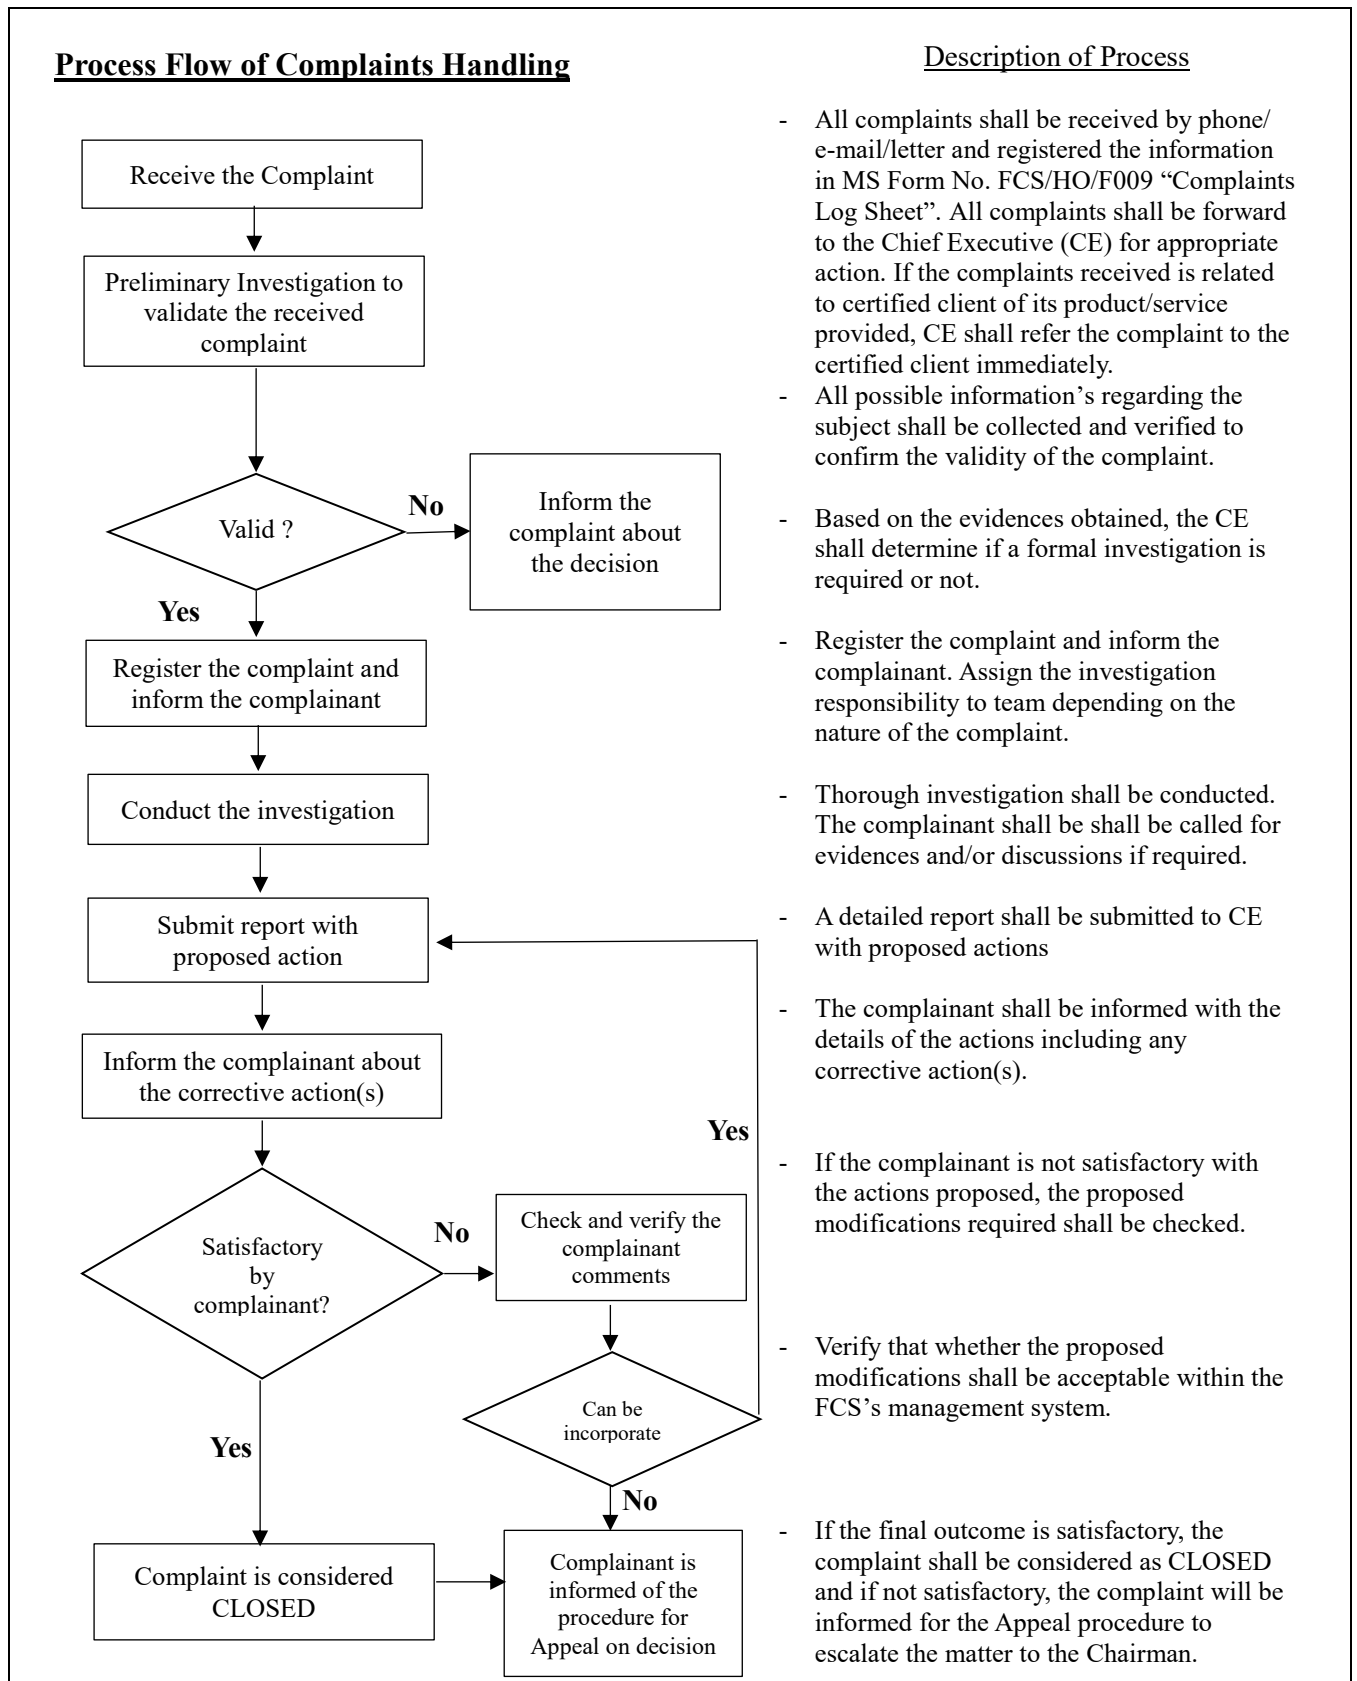 Process Flow of Complaints Handling
Receive the Complaint
Preliminary Investigation to
validate the received
complaint
Valid ?
No
Inform the
complaint about
the decision
Yes
Register the complaint and
inform the complainant
Conduct the investigation
Submit report with
proposed action
Inform the complainant about
the corrective action(s)
Yes
Satisfactory
by
complainant?
No
Check and verify the
complainant
comments
Can be
incorporate
Yes
No
Complaint is considered
CLOSED
Complainant is
informed of the
procedure for
Appeal on decision
Description of Process
- All complaints shall be received by phone/
e-mail/letter and registered the information
in MS Form No. FCS/HO/F009 “Complaints
Log Sheet”. All complaints shall be forward
to the Chief Executive (CE) for appropriate
action. If the complaints received is related
to certified client of its product/service
provided, CE shall refer the complaint to the
certified client immediately.
- All possible information’s regarding the
subject shall be collected and verified to
confirm the validity of the complaint.
- Based on the evidences obtained, the CE
shall determine if a formal investigation is
required or not.
- Register the complaint and inform the
complainant. Assign the investigation
responsibility to team depending on the
nature of the complaint.
- Thorough investigation shall be conducted.
The complainant shall be shall be called for
evidences and/or discussions if required.
- A detailed report shall be submitted to CE
with proposed actions
- The complainant shall be informed with the
details of the actions including any
corrective action(s).
- If the complainant is not satisfactory with
the actions proposed, the proposed
modifications required shall be checked.
- Verify that whether the proposed
modifications shall be acceptable within the
FCS’s management system.
- If the final outcome is satisfactory, the
complaint shall be considered as CLOSED
and if not satisfactory, the complaint will be
informed for the Appeal procedure to
escalate the matter to the Chairman.